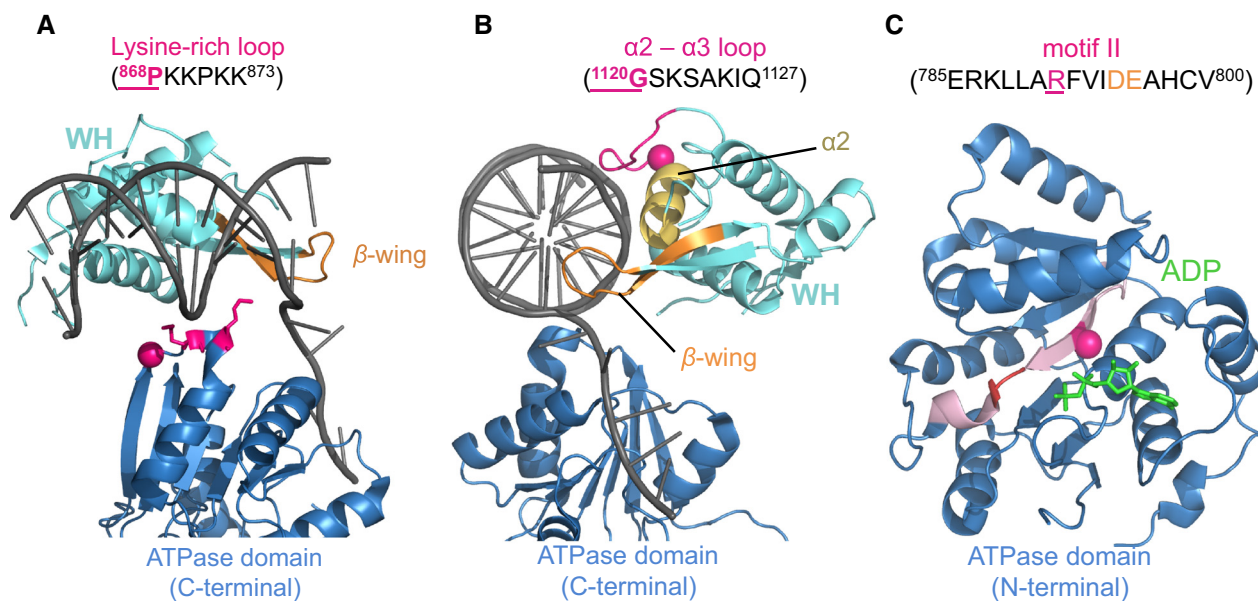 A
Lysine-rich loop
(⁸⁶⁸PKKPKK⁸⁷³)
WH
β-wing
ATPase domain
(C-terminal)
B
α2 – α3 loop
(¹¹²⁰GSKSAKIQ¹¹²⁷)
α2
WH
β-wing
ATPase domain
(C-terminal)
C
motif II
(⁷⁸⁵ERKLLARFVIDEAHCV⁸⁰⁰)
ADP
ATPase domain
(N-terminal)